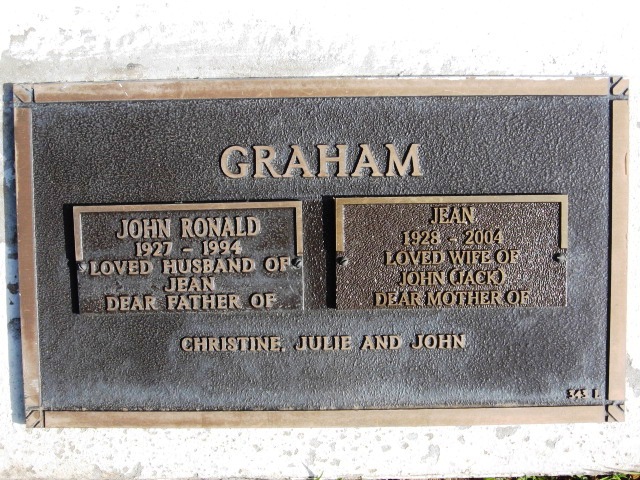 GRAHAM
JOHN RONALD
1927 - 1994
LOVED HUSBAND OF
JEAN
DEAR FATHER OF
JEAN
1928 - 2004
LOVED WIFE OF
JOHN (JACK)
DEAR MOTHER OF
CHRISTINE, JULIE AND JOHN